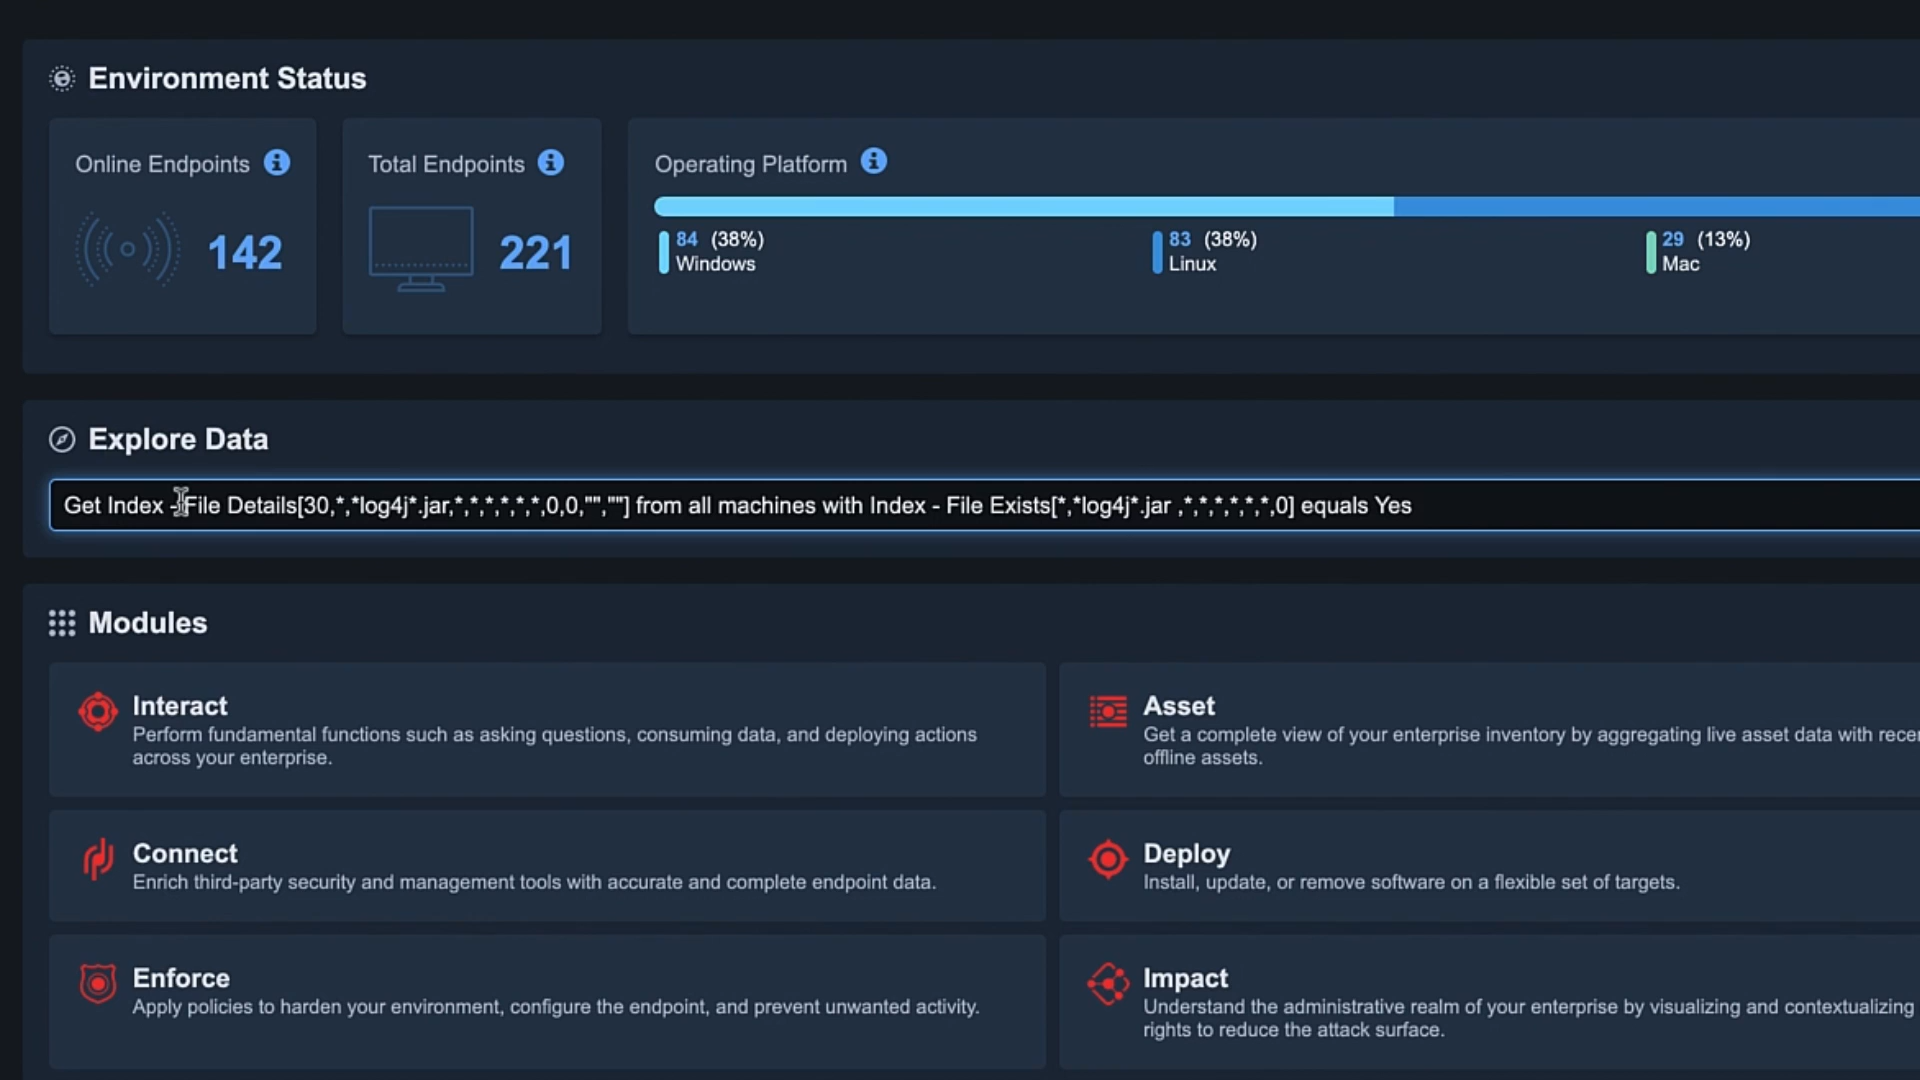 Environment Status
Online Endpoints
142
Total Endpoints
221
Operating Platform
84 (38%)
Windows
83 (38%)
Linux
29 (13%)
Mac
Explore Data
Get Index - File Details[30,*,*log4j*.jar,*,*,*,*,*,*,0,0,"",""] from all machines with Index - File Exists[*,*log4j*.jar ,*,*,*,*,*,*,0] equals Yes
Modules
Interact
Perform fundamental functions such as asking questions, consuming data, and deploying actions
across your enterprise.
Asset
Get a complete view of your enterprise inventory by aggregating live asset data with
offline assets.
Connect
Enrich third-party security and management tools with accurate and complete endpoint data.
Deploy
Install, update, or remove software on a flexible set of targets.
Enforce
Apply policies to harden your environment, configure the endpoint, and prevent unwanted activity.
Impact
Understand the administrative realm of your enterprise by visualizing and contextualizing
rights to reduce the attack surface.